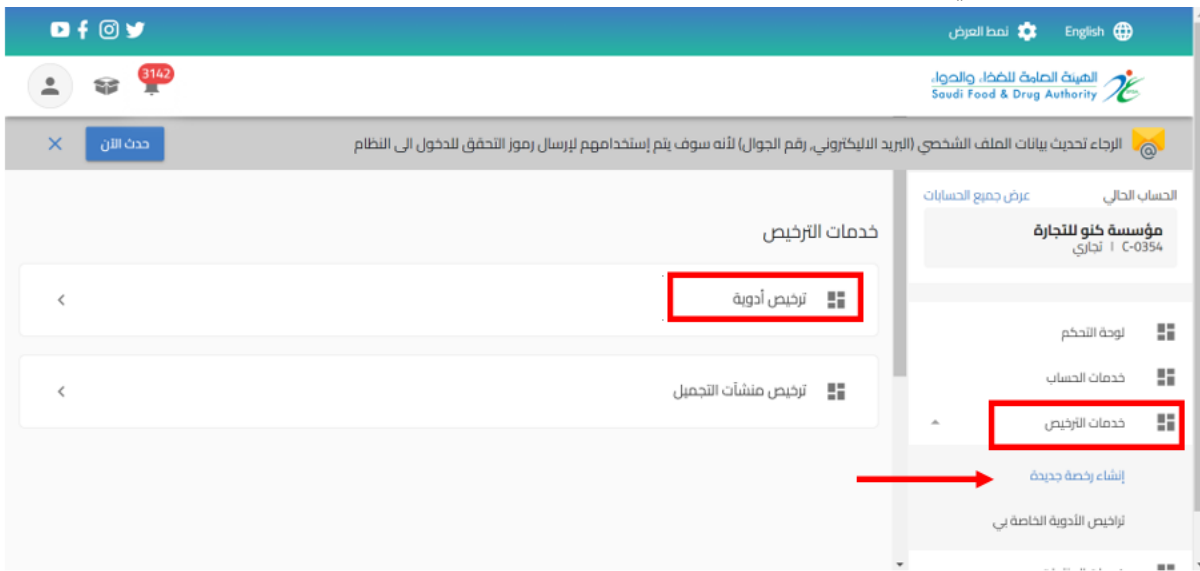 English
نمط العرض
الهيئة العامة للغذاء والدواء
Saudi Food & Drug Authority
3142
الرجاء تحديث بيانات الملف الشخصي (البريد الاليكتروني, رقم الجوال) لأنه سوف يتم إستخدامهم لإرسال رموز التحقق للدخول الى النظام
حدث الآن
الحساب الحالي
عرض جميع الحسابات
مؤسسة كنو للتجارة
C-0354 | تجاري
لوحة التحكم
خدمات الحساب
خدمات الترخيص
إنشاء رخصة جديدة
تراخيص الأدوية الخاصة بي
خدمات الترخيص
ترخيص أدوية
ترخيص منشآت التجميل